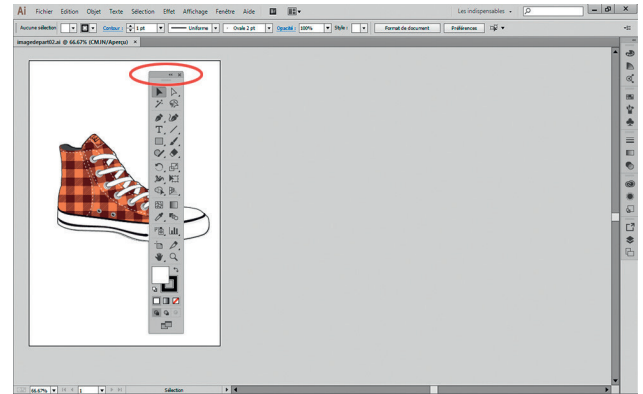 Ai Fichier Edition Objet Texte Sélection Effet Affichage Fenêtre Aide Les indispensables
Aucune sélection Contour : 1 pt Uniforme Ovale 2 pt Opacité : 100% Style : Format de document Préférences
imagedepart02.ai @ 66.67% (CMJN/Aperçu) ×
66.67% 1 Sélection